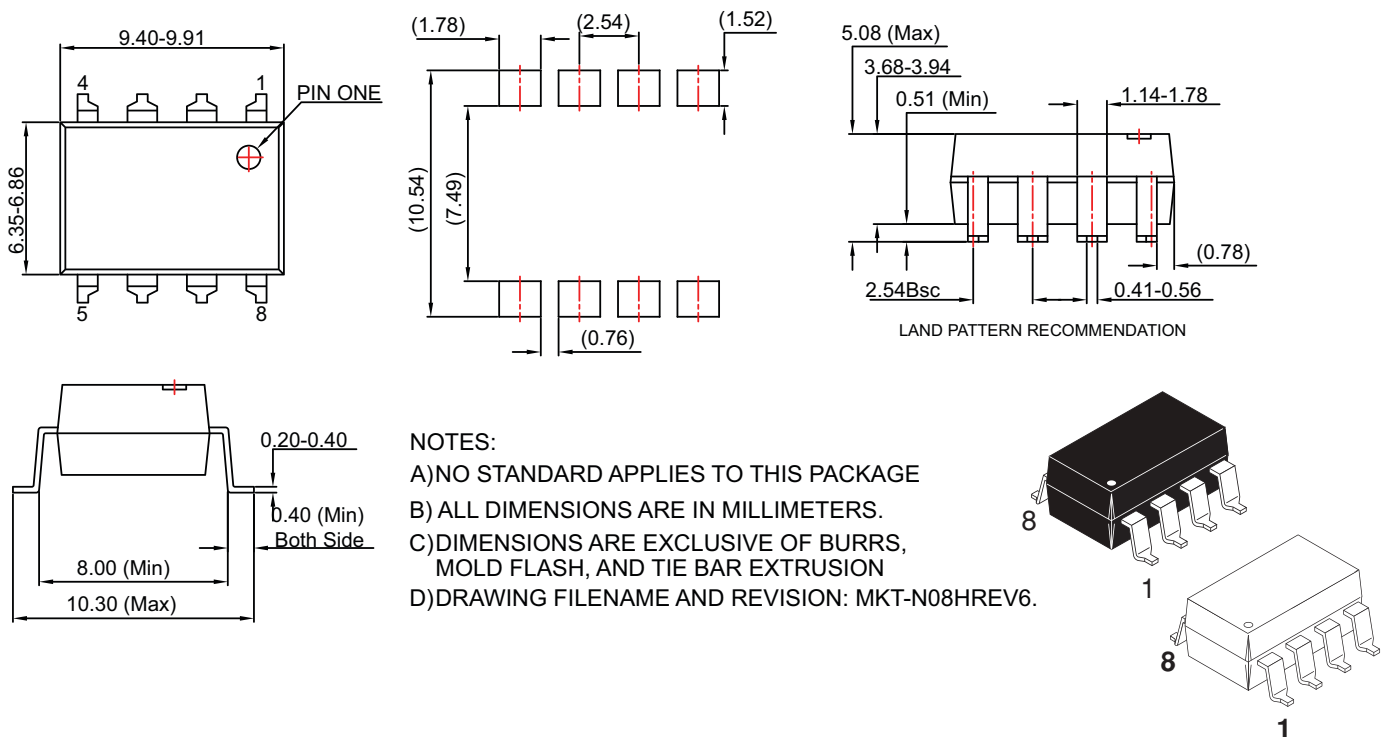 9.40-9.91
4
1
PIN ONE
6.35-6.86
5
8
(1.78)
(2.54)
(1.52)
(10.54)
(7.49)
(0.76)
5.08 (Max)
3.68-3.94
0.51 (Min)
1.14-1.78
(0.78)
2.54Bsc
0.41-0.56
LAND PATTERN RECOMMENDATION
0.20-0.40
0.40 (Min)
Both Side
8.00 (Min)
10.30 (Max)
NOTES:
A)NO STANDARD APPLIES TO THIS PACKAGE
B) ALL DIMENSIONS ARE IN MILLIMETERS.
C)DIMENSIONS ARE EXCLUSIVE OF BURRS,
MOLD FLASH, AND TIE BAR EXTRUSION
D)DRAWING FILENAME AND REVISION: MKT-N08HREV6.
8
1
8
1